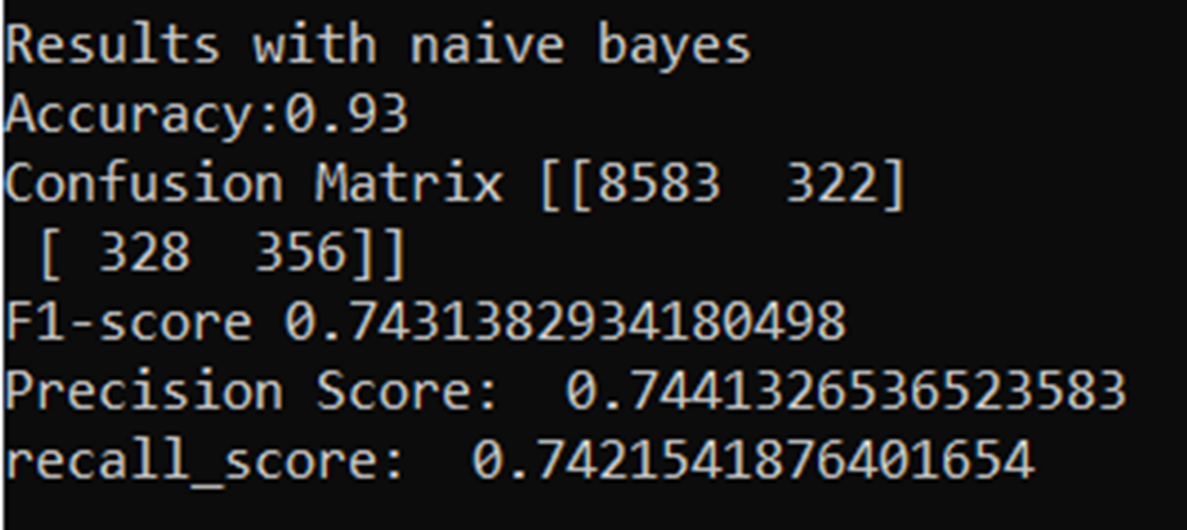 Results with naive bayes
Accuracy:0.93
Confusion Matrix [[8583  322]
 [ 328  356]]
F1-score 0.7431382934180498
Precision Score:  0.7441326536523583
recall_score:  0.7421541876401654